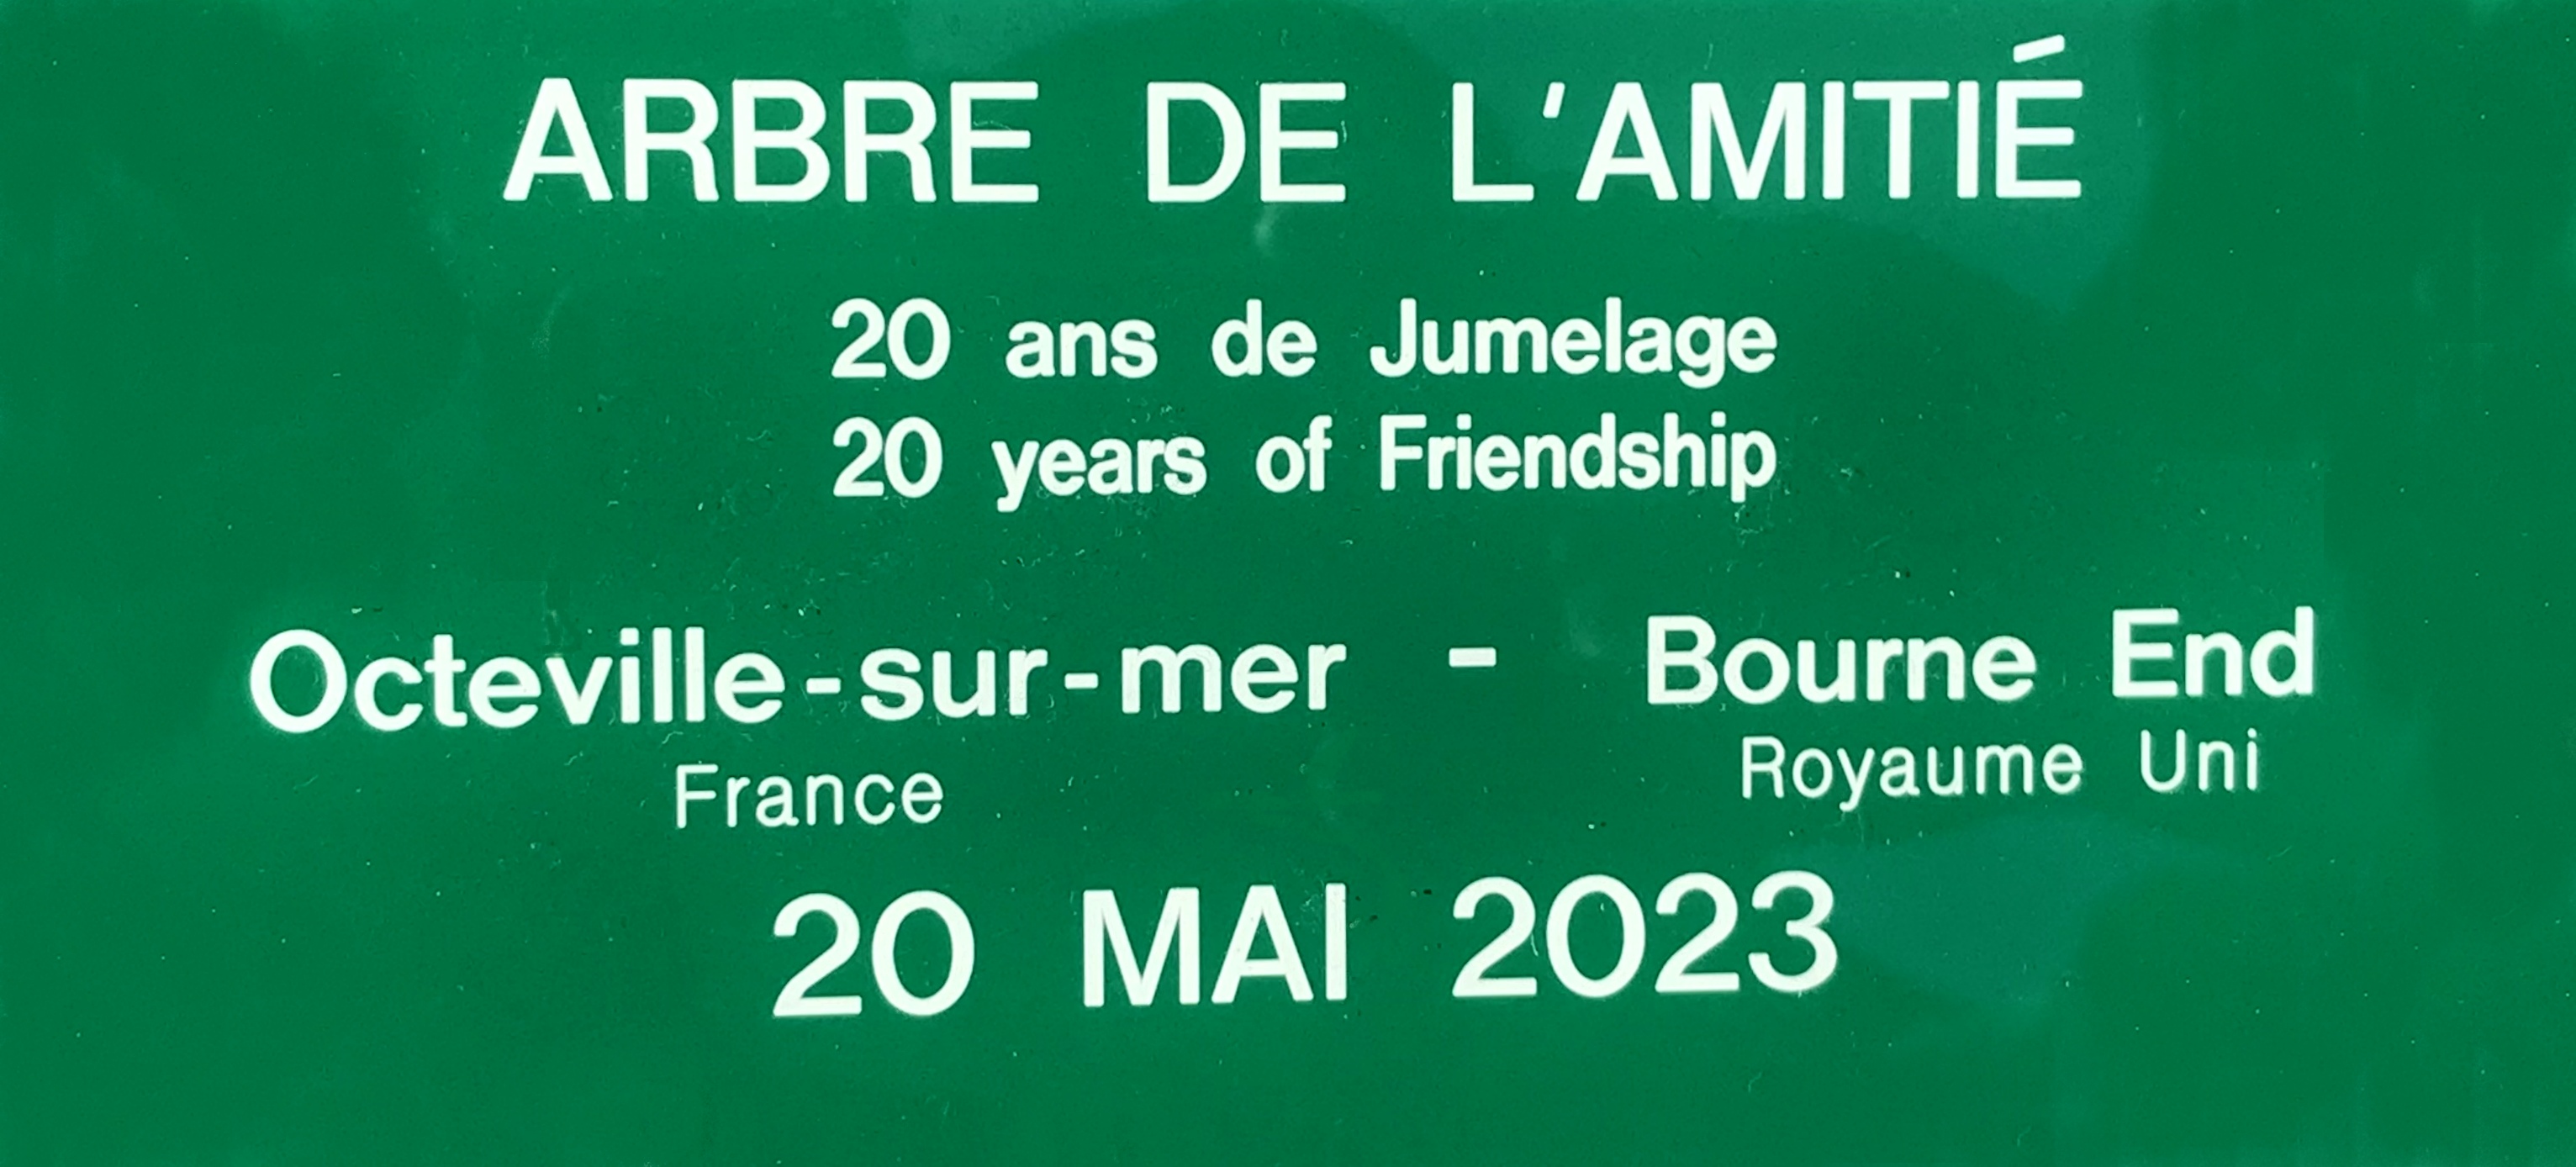 ARBRE DE L'AMITIÉ
20 ans de Jumelage
20 years of Friendship
Octeville-sur-mer - Bourne End
France Royaume Uni
20 MAI 2023